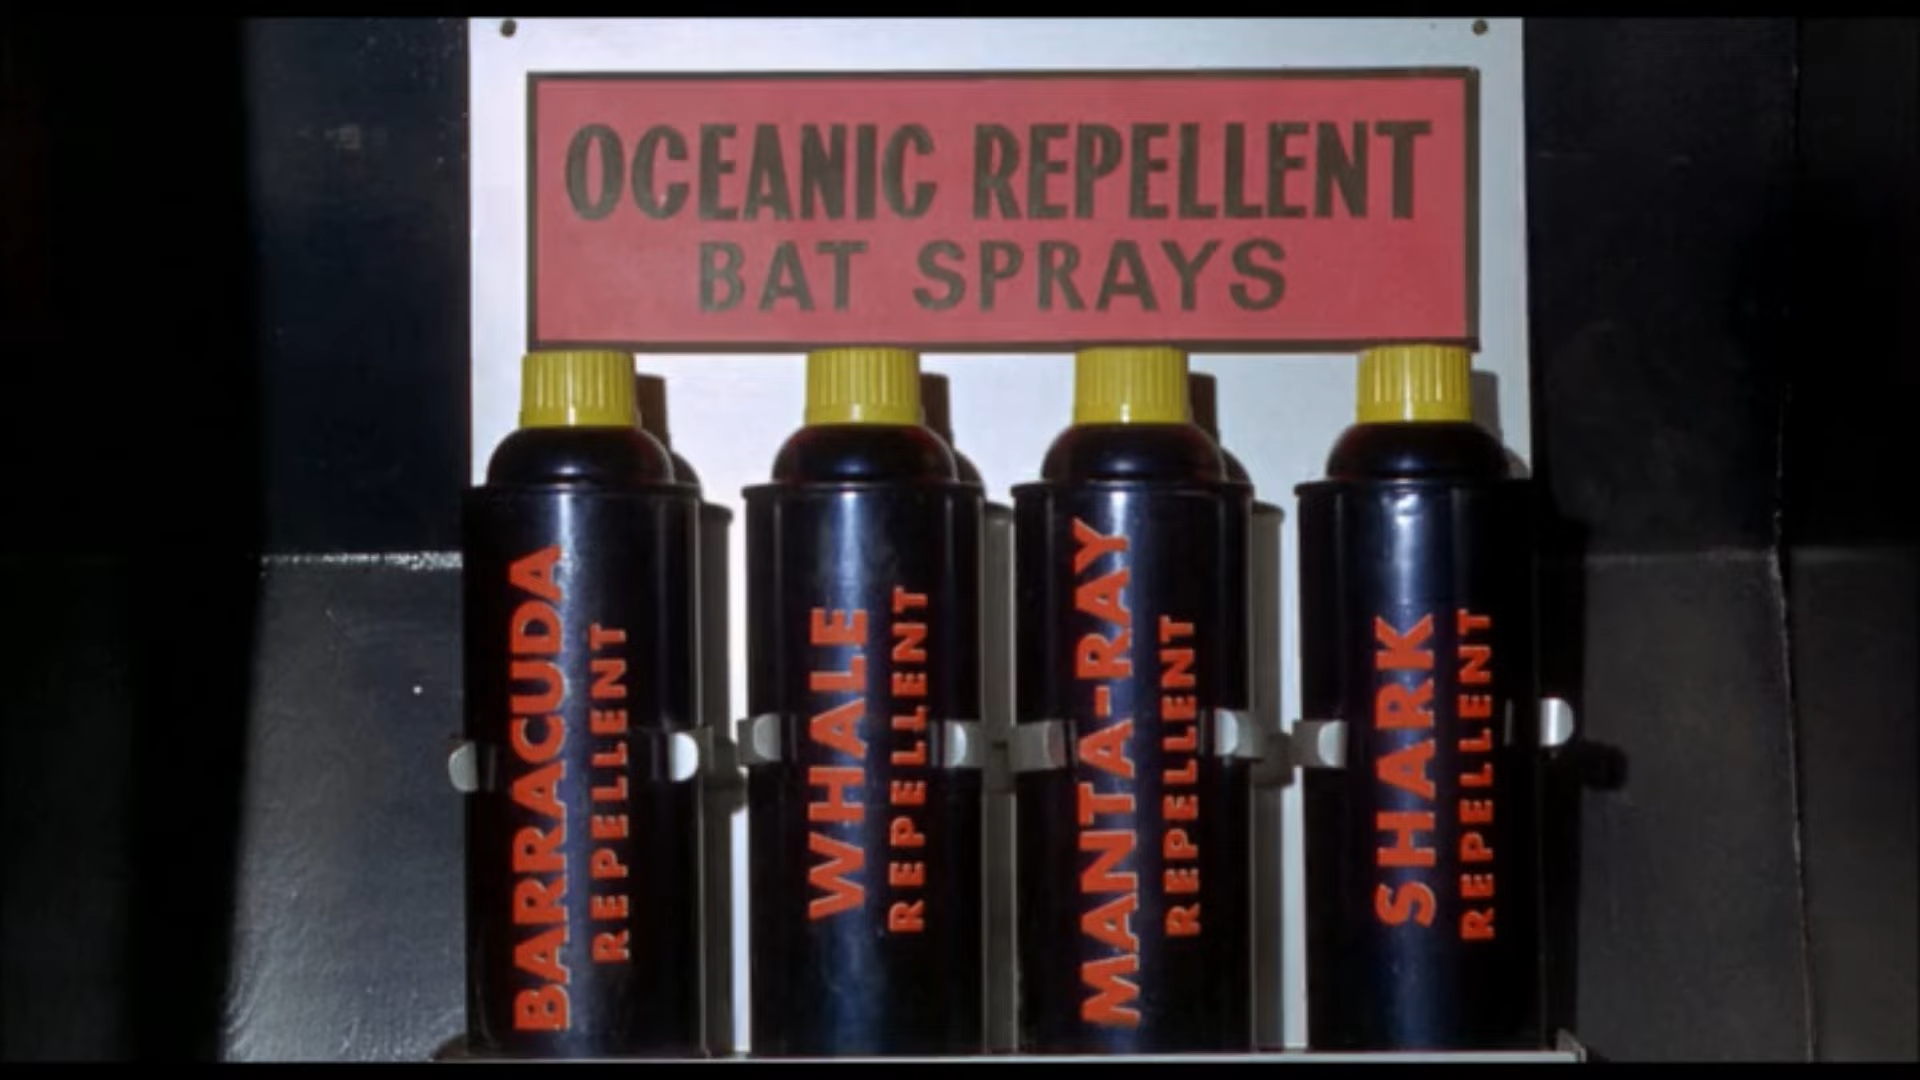 OCEANIC REPELLENT
BAT SPRAYS
BARRACUDA
REPELLENT
WHALE
REPELLENT
MANTA-RAY
REPELLENT
SHARK
REPELLENT